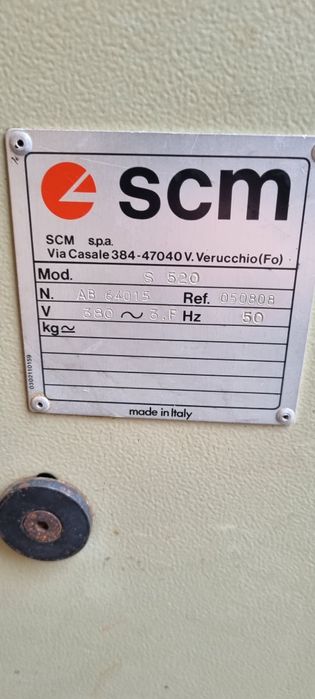 scm
SCM s.p.a.
Via Casale 384-47040 V. Verucchio (Fo)
Mod. S 520
N. AB 64015 Ref. 050808
V 380 ~ 3.F Hz 50
kg≃
0302110159
made in Italy